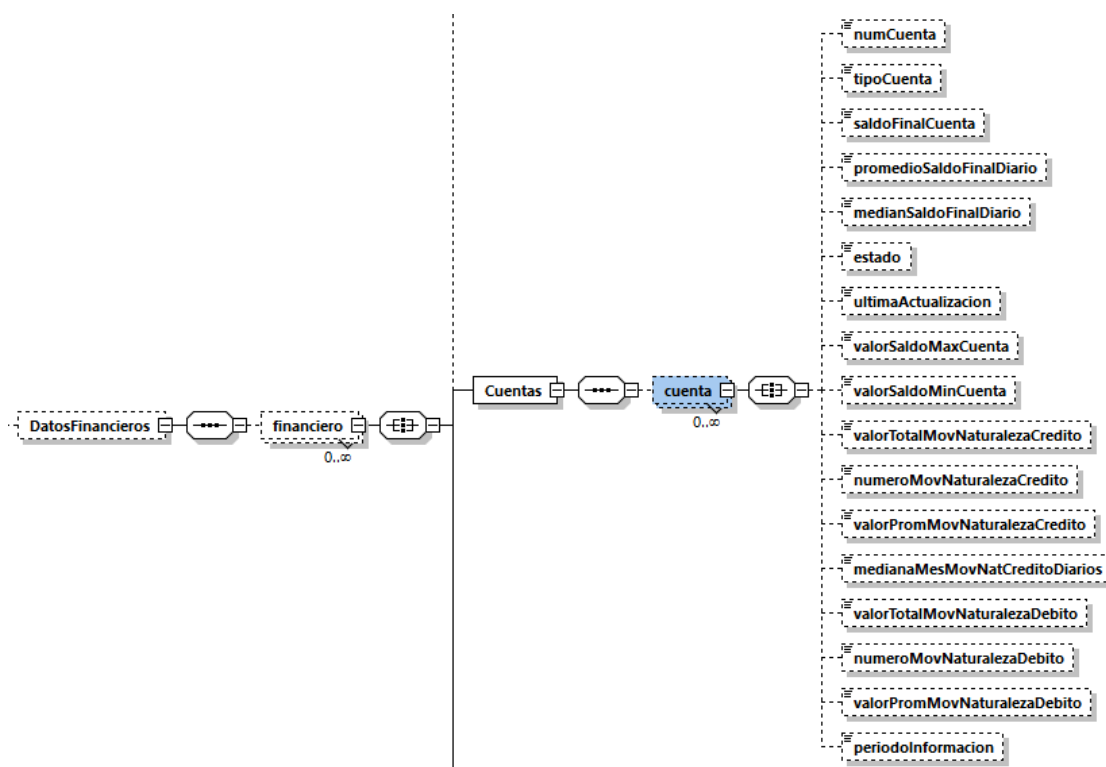 DatosFinancieros
financiero
0..∞
Cuentas
cuenta
0..∞
numCuenta
tipoCuenta
saldoFinalCuenta
promedioSaldoFinalDiario
medianSaldoFinalDiario
estado
ultimaActualizacion
valorSaldoMaxCuenta
valorSaldoMinCuenta
valorTotalMovNaturalezaCredito
numeroMovNaturalezaCredito
valorPromMovNaturalezaCredito
medianaMesMovNatCreditoDiarios
valorTotalMovNaturalezaDebito
numeroMovNaturalezaDebito
valorPromMovNaturalezaDebito
periodoInformacion